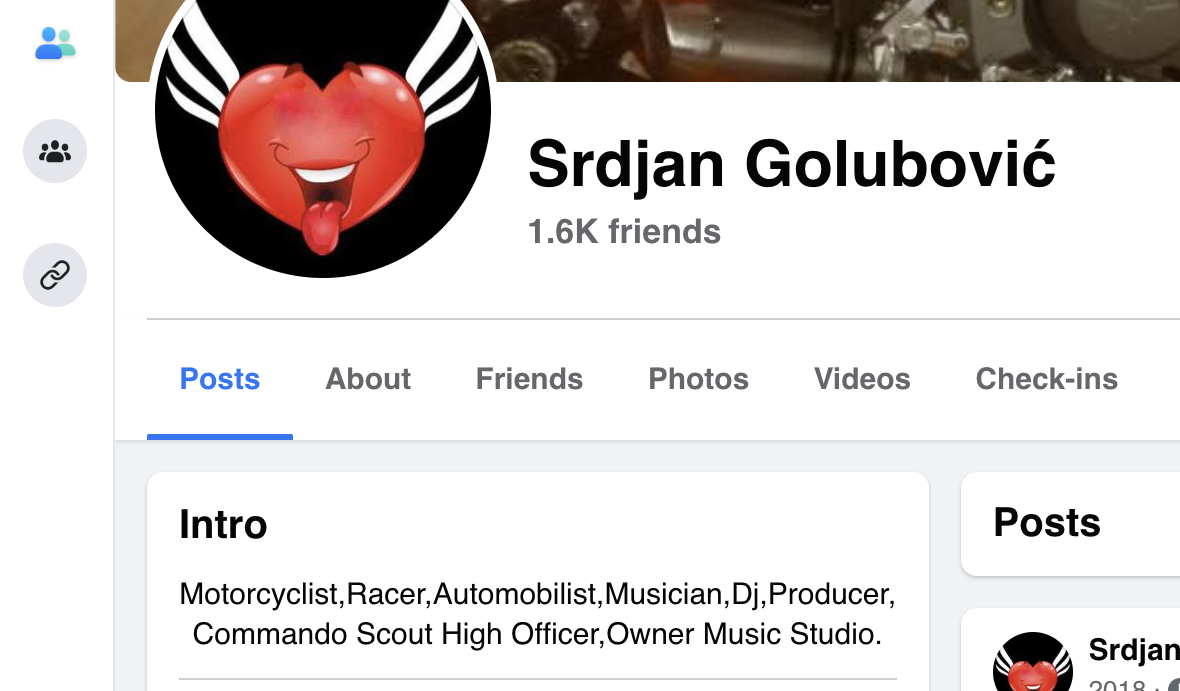 Srdjan Golubović
1.6K friends
Posts
About
Friends
Photos
Videos
Check-ins
Intro
Motorcyclist,Racer,Automobilist,Musician,Dj,Producer,
Commando Scout High Officer,Owner Music Studio.
Posts
Srdjan
2018 ·